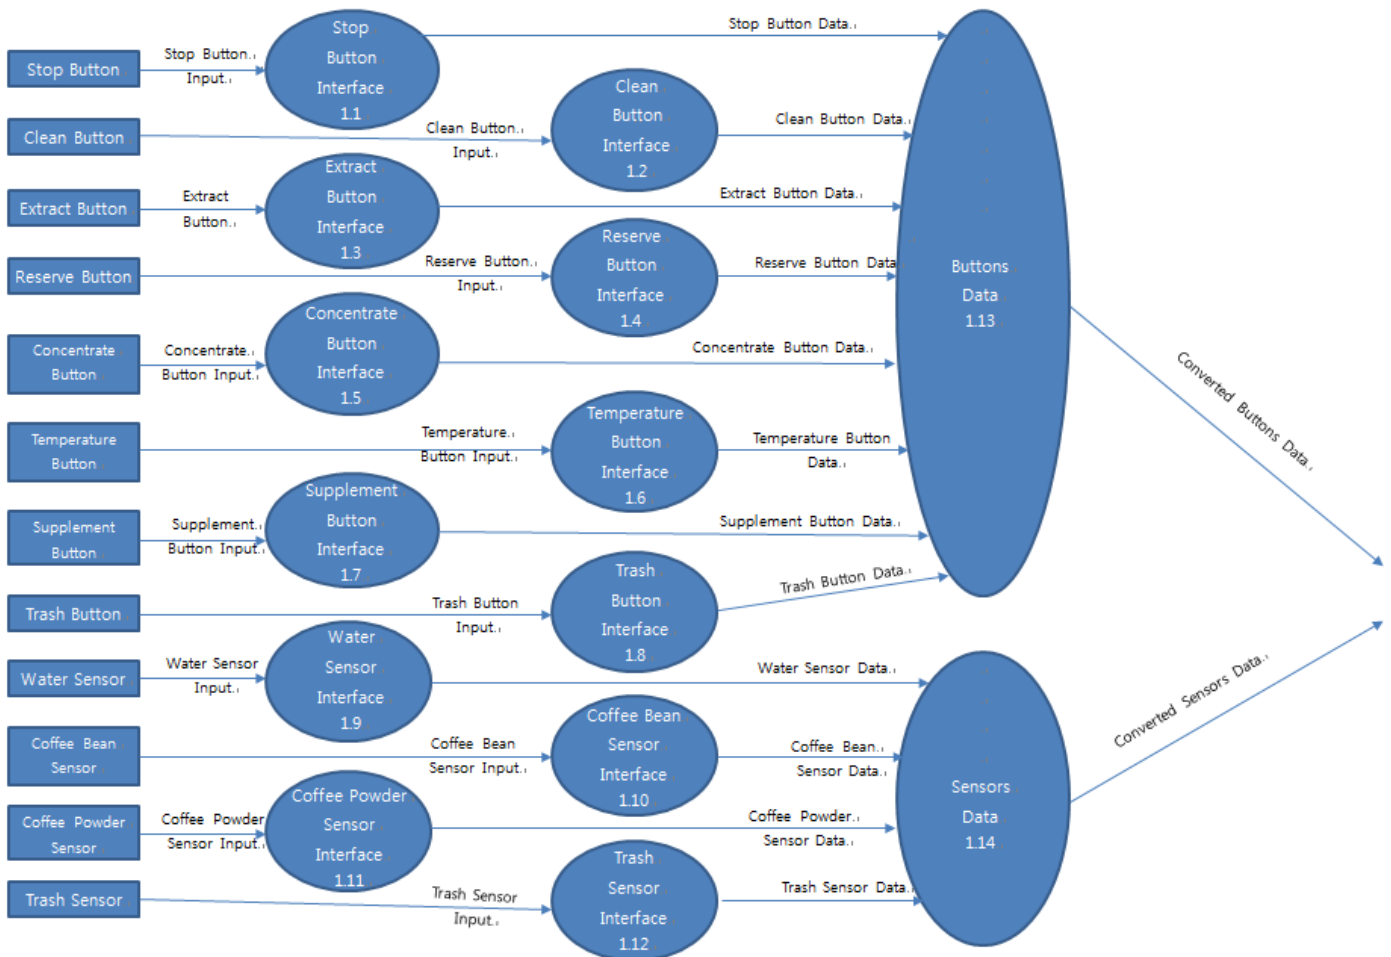 Stop Button
Stop Button.
Input.
Stop
Button
Interface
1.1
Stop Button Data.
Clean Button
Clean Button.
Input.
Clean
Button
Interface
1.2
Clean Button Data.
Extract Button
Extract
Button.
Extract
Button
Interface
1.3
Extract Button Data.
Reserve Button
Reserve Button.
Input.
Reserve
Button
Interface
1.4
Reserve Button Data
Concentrate
Button
Concentrate.
Button Input.
Concentrate
Button
Interface
1.5
Concentrate Button Data.
Temperature
Button
Temperature.
Button Input.
Temperature
Button
Interface
1.6
Temperature Button
Data.
Supplement
Button
Supplement.
Button Input.
Supplement
Button
Interface
1.7
Supplement Button Data.
Trash Button
Trash Button
Input.
Trash
Button
Interface
1.8
Trash Button Data.
Buttons
Data
1.13
Converted Buttons Data.
Water Sensor
Water Sensor
Input.
Water
Sensor
Interface
1.9
Water Sensor Data.
Coffee Bean
Sensor
Coffee Bean
Sensor Input.
Coffee Bean
Sensor
Interface
1.10
Coffee Bean.
Sensor Data.
Coffee Powder
Sensor
Coffee Powder
Sensor Input.
Coffee Powder
Sensor
Interface
1.11
Coffee Powder.
Sensor Data.
Trash Sensor
Trash Sensor
Input.
Trash
Sensor
Interface
1.12
Trash Sensor Data.
Sensors
Data
1.14
Converted Sensors Data.